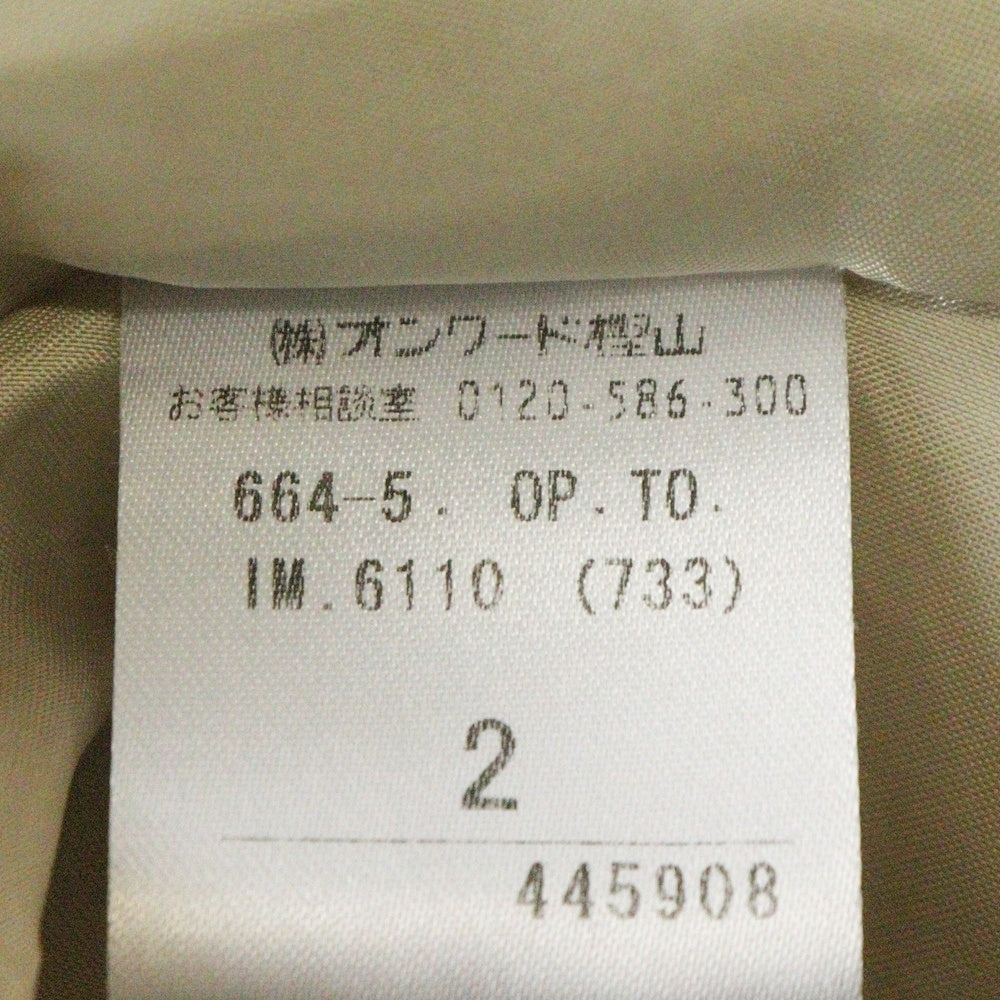 (株)オンワード樫山
お客様相談室 0120-586-300
664-5. OP.TO.
IM.6110 (733)
2
445908